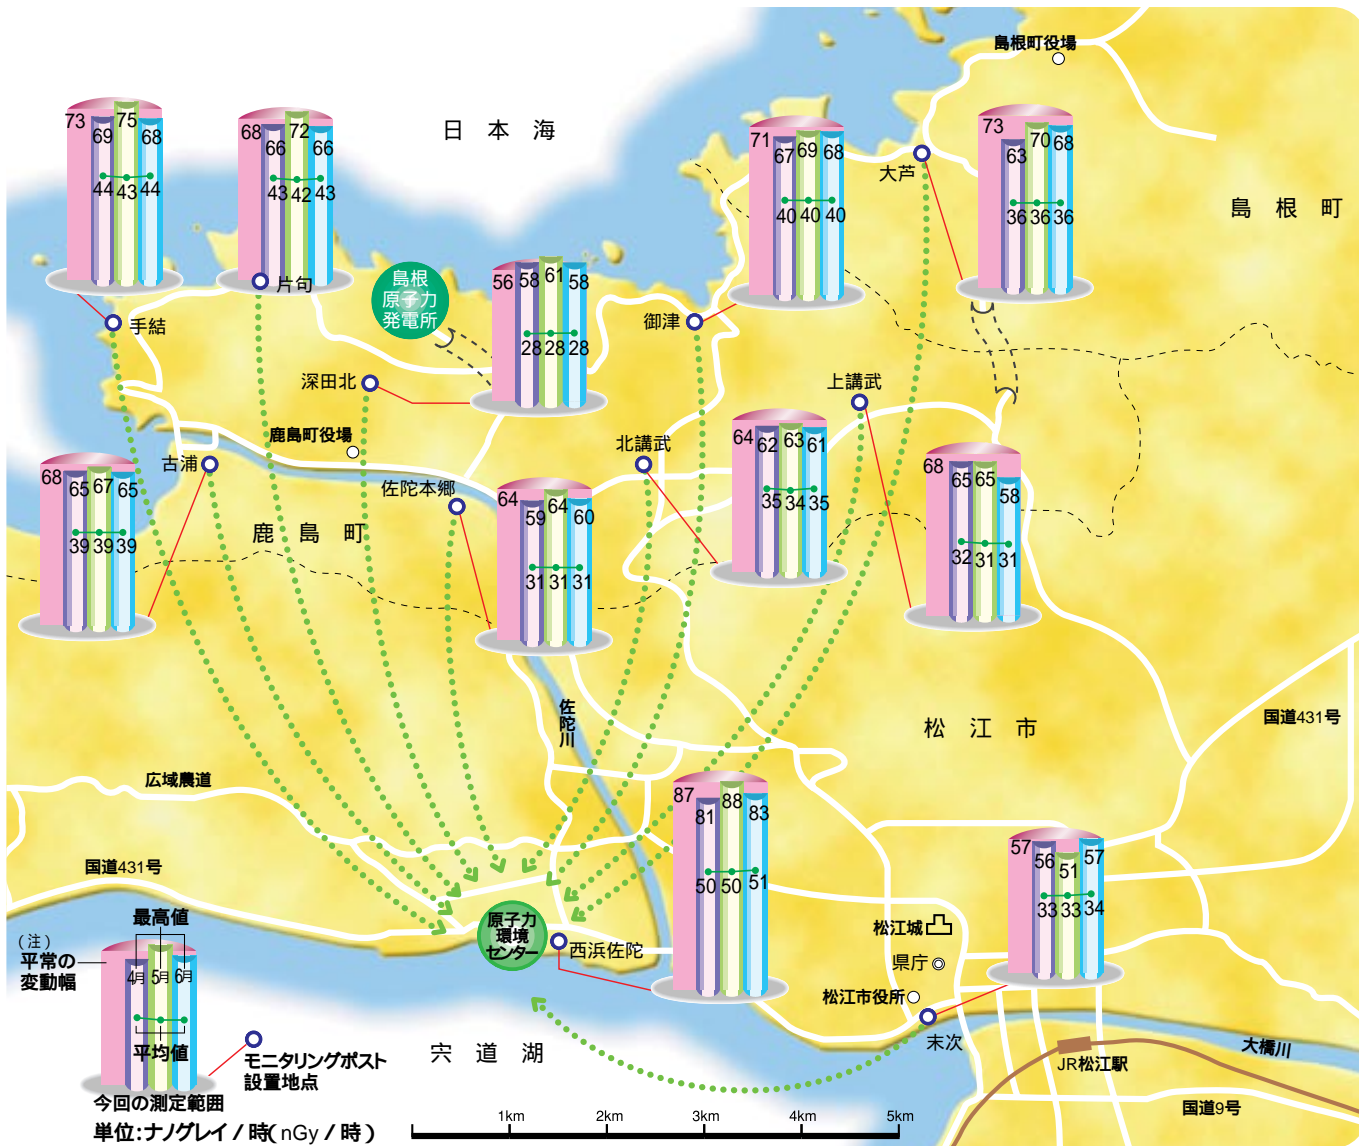 島根町役場
日本海
73
69
75
68
44
43
44
手結
68
66
72
66
43
42
43
片句
島根
原子力
発電所
56
58
61
58
28
28
28
深田北
71
67
69
68
40
40
40
御津
大芦
73
63
70
68
36
36
36
島根町
上講武
鹿島町役場
北講武
64
62
63
61
35
34
35
68
65
65
58
32
31
31
古浦
68
65
67
65
39
39
39
佐陀本郷
64
59
64
60
31
31
31
鹿島町
佐陀川
松江市
国道431号
広域農道
87
81
88
83
50
50
51
57
56
51
57
33
33
34
国道431号
原子力
環境
センター
西浜佐陀
松江城
県庁
松江市役所
末次
大橋川
JR松江駅
国道9号
宍道湖
最高値
(注)
平常の
変動幅
4月
5月
6月
平均値
モニタリングポスト
設置地点
今回の測定範囲
単位:ナノグレイ/時(nGy/時)
1km
2km
3km
4km
5km